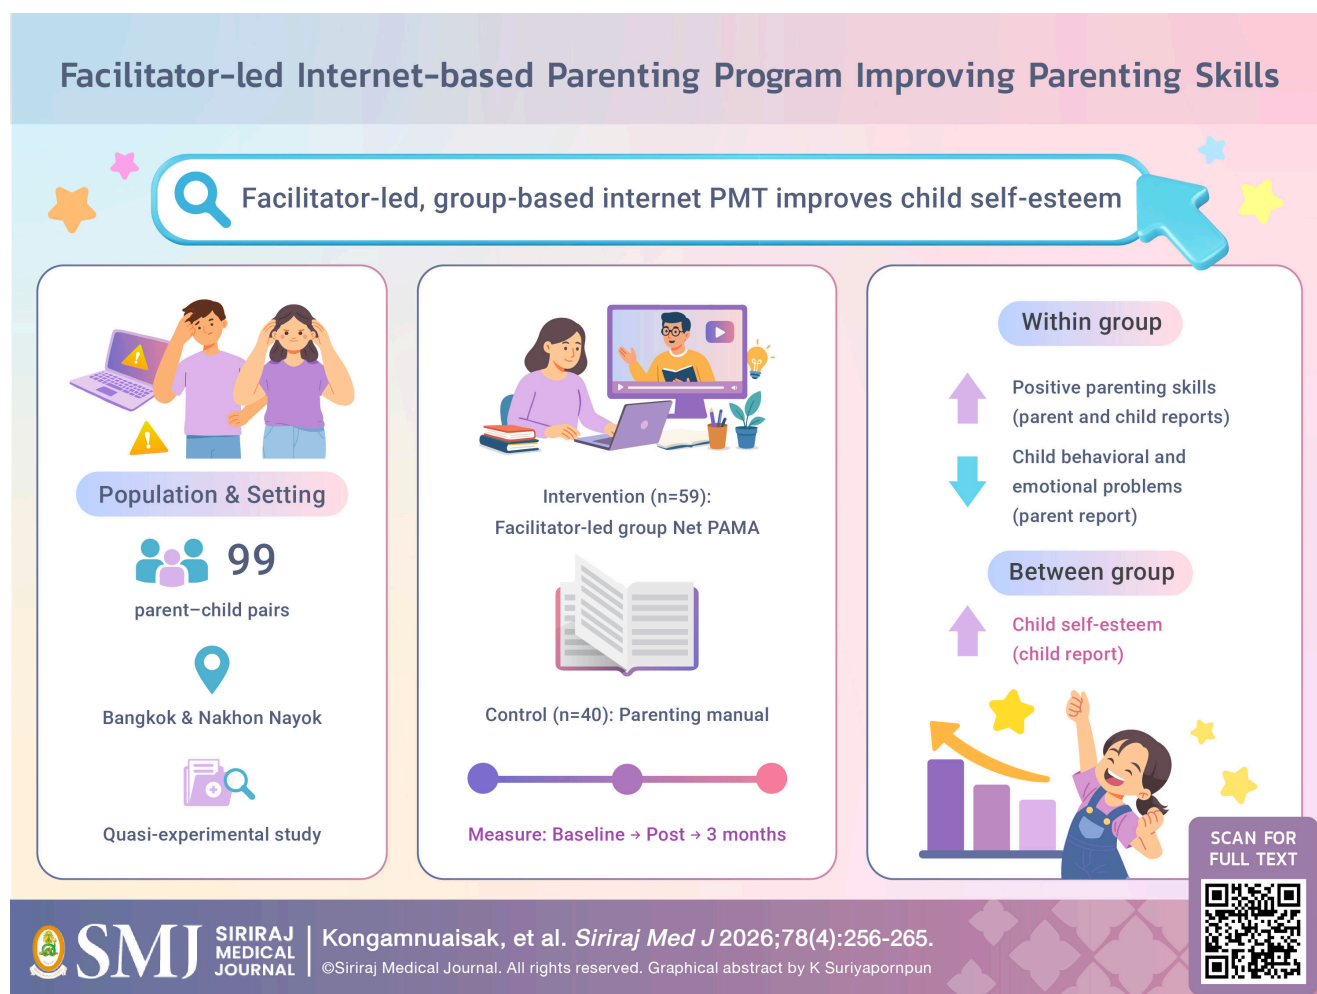 Facilitator-led Internet-based Parenting Program Improving Parenting Skills
Facilitator-led, group-based internet PMT improves child self-esteem
Population & Setting
99
parent–child pairs
Bangkok & Nakhon Nayok
Quasi-experimental study
Intervention (n=59):
Facilitator-led group Net PAMA
Control (n=40): Parenting manual
Measure: Baseline → Post → 3 months
Within group
Positive parenting skills
(parent and child reports)
Child behavioral and
emotional problems
(parent report)
Between group
Child self-esteem
(child report)
SCAN FOR
FULL TEXT
SMJ
SIRIRAJ
MEDICAL
JOURNAL
Kongamnuaisak, et al. Siriraj Med J 2026;78(4):256-265.
©Siriraj Medical Journal. All rights reserved. Graphical abstract by K Suriyapornpun